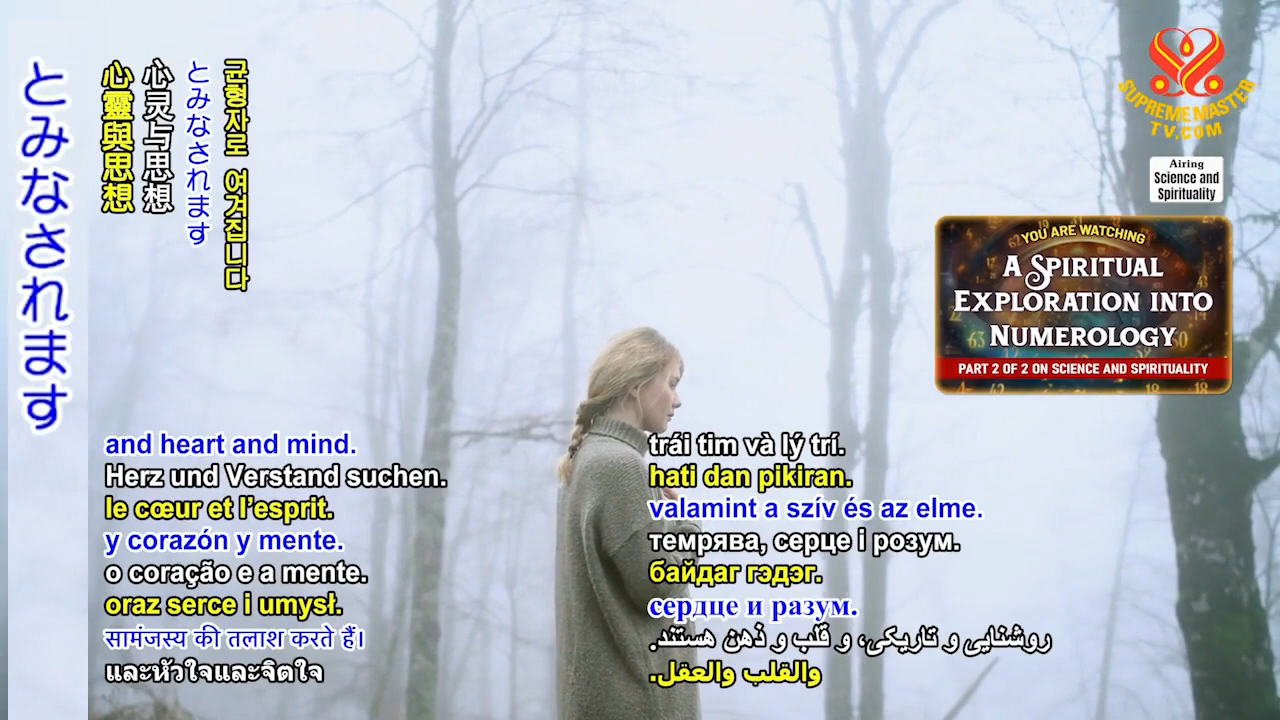 とみなされます
心靈與思想
心灵与思想
とみなされます
균형자로 여겨집니다
and heart and mind.
Herz und Verstand suchen.
le cœur et l'esprit.
y corazón y mente.
o coração e a mente.
oraz serce i umysł.
सामंजस्य की तलाश करते हैं।
และหัวใจและจิตใจ
trái tim và lý trí.
hati dan pikiran.
valamint a szív és az elme.
темрява, серце і розум.
байдаг гэдэг.
сердце и разум.
روشنایی و تاریکی، و قلب و ذهن هستند.
والقلب والعقل.
SUPREME MASTER
TV.COM
Airing
Science and
Spirituality
YOU ARE WATCHING
A SPIRITUAL
EXPLORATION INTO
NUMEROLOGY
PART 2 OF 2 ON SCIENCE AND SPIRITUALITY